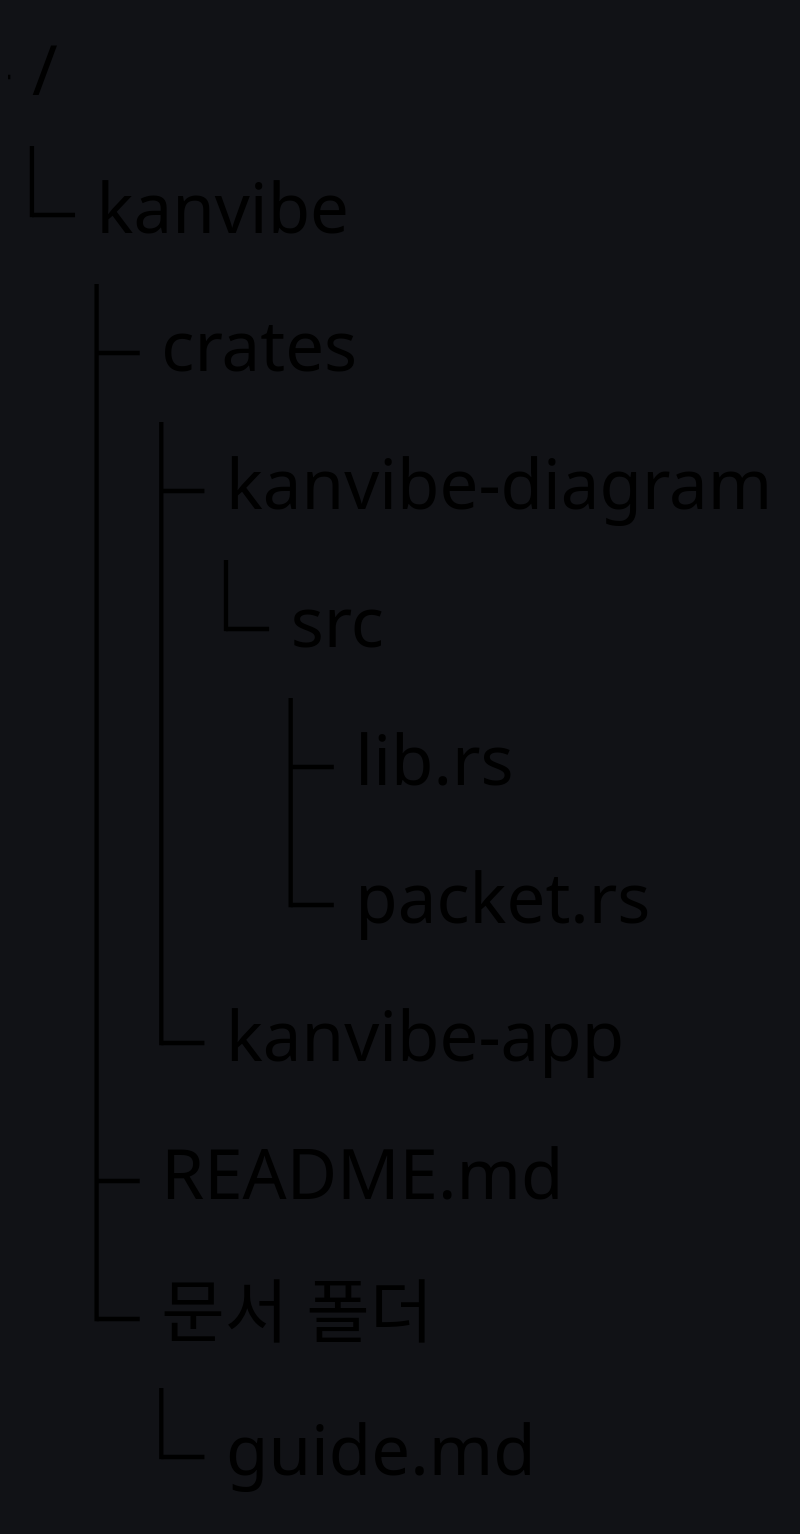 /
kanvibe
crates
kanvibe-diagram
src
lib.rs
packet.rs
kanvibe-app
README.md
문서 폴더
guide.md